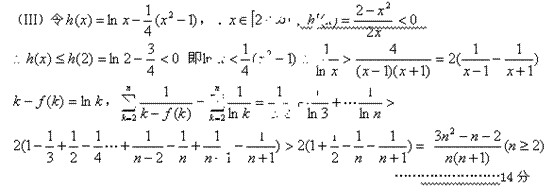 (III) 令h(x)=ln x-1/4(x²-1), x∈[2 h'(x)=(2-x²)/(2x)<0
∴ h(x)≤h(2)=ln 2-3/4<0 即ln x<1/4(x²-1) ∴ 1/(ln x)>4/((x-1)(x+1))=2(1/(x-1)-1/(x+1))
k-f(k)=ln k, ∑_{k=2}^{n} 1/(k-f(k))=∑_{k=2}^{n} 1/(ln k)= 1/(ln 3)+…1/(ln n)>
2(1-1/3+1/2-1/4…+1/(n-2)-1/n+1/(n-1)-1/(n+1))>2(1+1/2-1/n-1/(n+1))=(3n²-n-2)/(n(n+1))(n≥2)
……………………14分